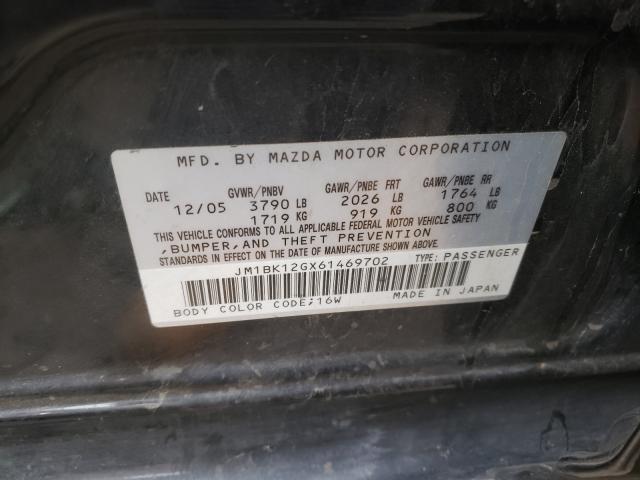 MFD. BY MAZDA MOTOR CORPORATION
DATE GVWR/PNBV GAWR/PNBE FRT GAWR/PNBE RR
12/05 3790 LB 2026 LB 1764 LB
1719 KG 919 KG 800 KG
THIS VEHICLE CONFORMS TO ALL APPLICABLE FEDERAL MOTOR VEHICLE SAFETY
,BUMPER,AND THEFT PREVENTION
STANDARDS IN EFFECT ON THE DATE OF MANUFACTURE SHOWN ABOVE.
JM1BK12GX61469702 TYPE: PASSENGER
BODY COLOR CODE;16W MADE IN JAPAN